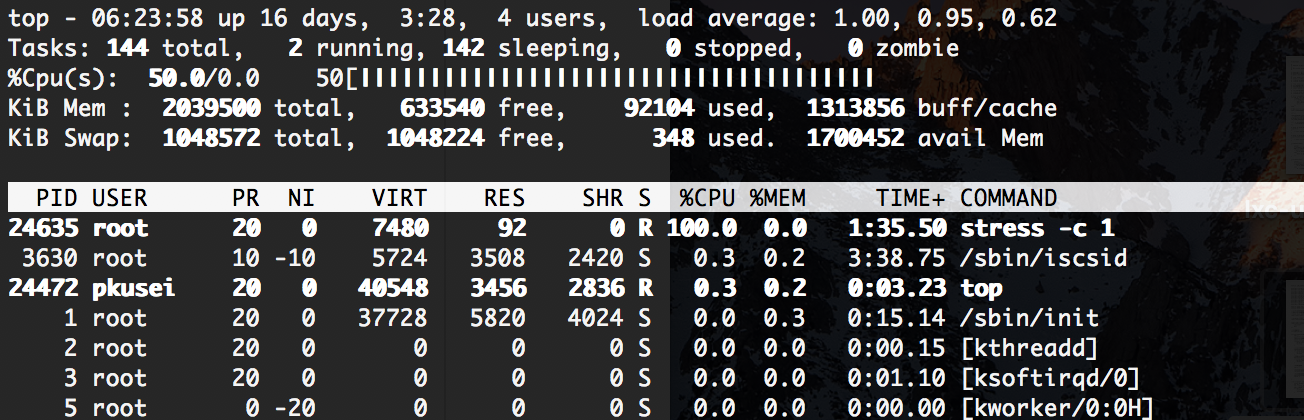 top - 06:23:58 up 16 days,  3:28,  4 users,  load average: 1.00, 0.95, 0.62
Tasks: 144 total,   2 running, 142 sleeping,   0 stopped,   0 zombie
%Cpu(s):  50.0/0.0    50[|||||||||||||||||||||||||||||||||||||
KiB Mem :  2039500 total,   633540 free,    92104 used,  1313856 buff/cache
KiB Swap:  1048572 total,  1048224 free,      348 used.  1700452 avail Mem
  PID USER      PR  NI    VIRT    RES    SHR S  %CPU %MEM     TIME+ COMMAND
24635 root      20   0    7480     92      0 R 100.0  0.0   1:35.50 stress -c 1
 3630 root      10 -10    5724   3508   2420 S   0.3  0.2   3:38.75 /sbin/iscsid
24472 pkusei    20   0   40548   3456   2836 R   0.3  0.2   0:03.23 top
    1 root      20   0   37728   5820   4024 S   0.0  0.3   0:15.14 /sbin/init
    2 root      20   0       0      0      0 S   0.0  0.0   0:00.15 [kthreadd]
    3 root      20   0       0      0      0 S   0.0  0.0   0:01.10 [ksoftirqd/0]
    5 root       0 -20       0      0      0 S   0.0  0.0   0:00.00 [kworker/0:0H]